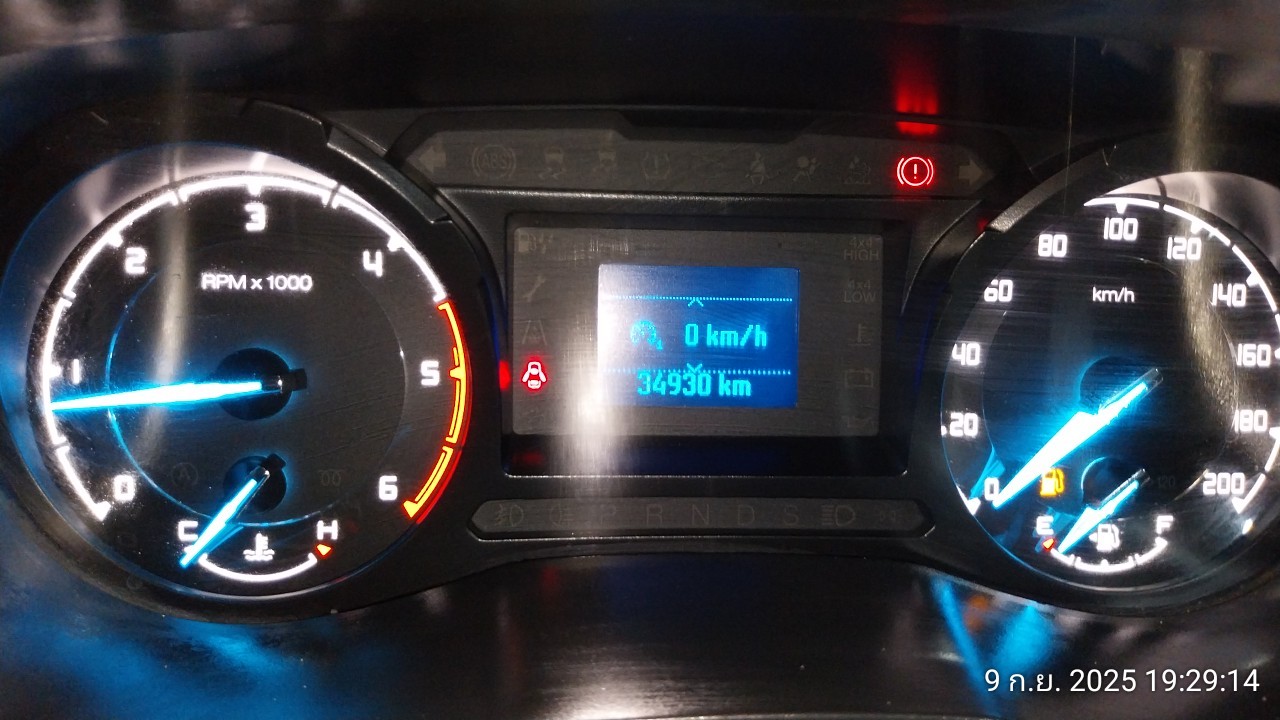 ABS
3
2
4
RPM x 1000
1
5
0
6
C
H
4x4
HIGH
4x4
LOW
0 km/h
34930 km
R N D S
100
80
120
60
km/h
140
40
160
20
180
0
200
E
F
9 ก.ย. 2025 19:29:14